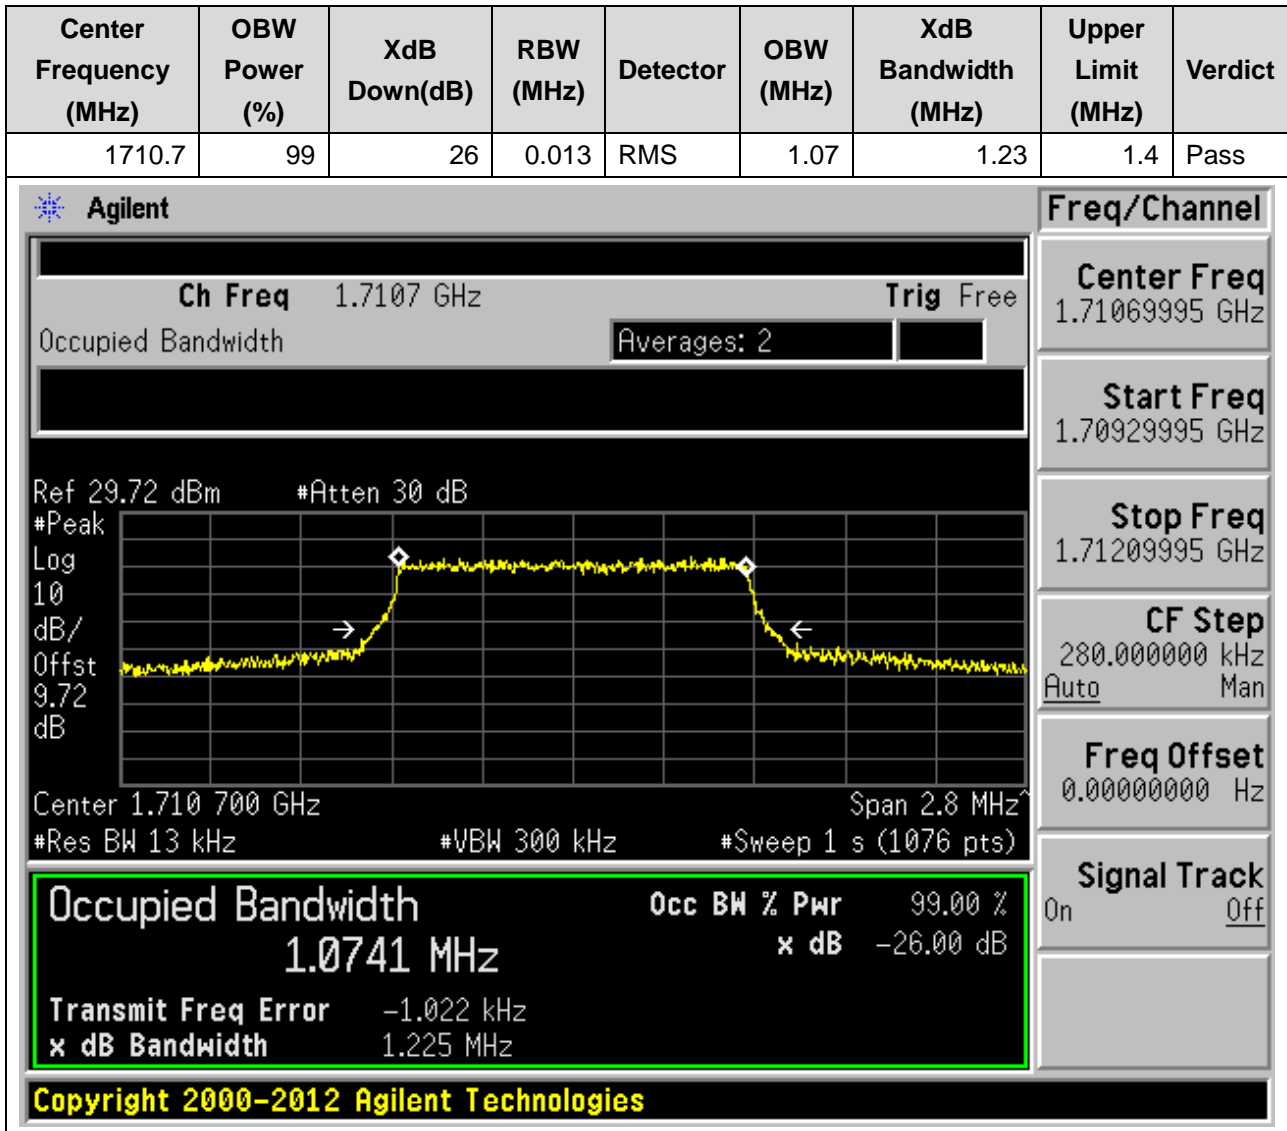 Center Frequency (MHz) OBW Power (%) XdB Down(dB) RBW (MHz) Detector OBW (MHz) XdB Bandwidth (MHz) Upper Limit (MHz) Verdict
1710.7 99 26 0.013 RMS 1.07 1.23 1.4 Pass
Agilent
Freq/Channel
Ch Freq 1.7107 GHz Trig Free
Occupied Bandwidth Averages: 2
Center Freq
1.71069995 GHz
Start Freq
1.70929995 GHz
Stop Freq
1.71209995 GHz
CF Step
280.000000 kHz
Auto Man
Freq Offset
0.00000000 Hz
Signal Track
On Off
Ref 29.72 dBm #Atten 30 dB
#Peak
Log
10
dB/
Offst
9.72
dB
Center 1.710 700 GHz Span 2.8 MHz^
#Res BW 13 kHz #VBW 300 kHz #Sweep 1 s (1076 pts)
Occupied Bandwidth Occ BW % Pwr 99.00 %
1.0741 MHz x dB -26.00 dB
Transmit Freq Error -1.022 kHz
x dB Bandwidth 1.225 MHz
Copyright 2000-2012 Agilent Technologies